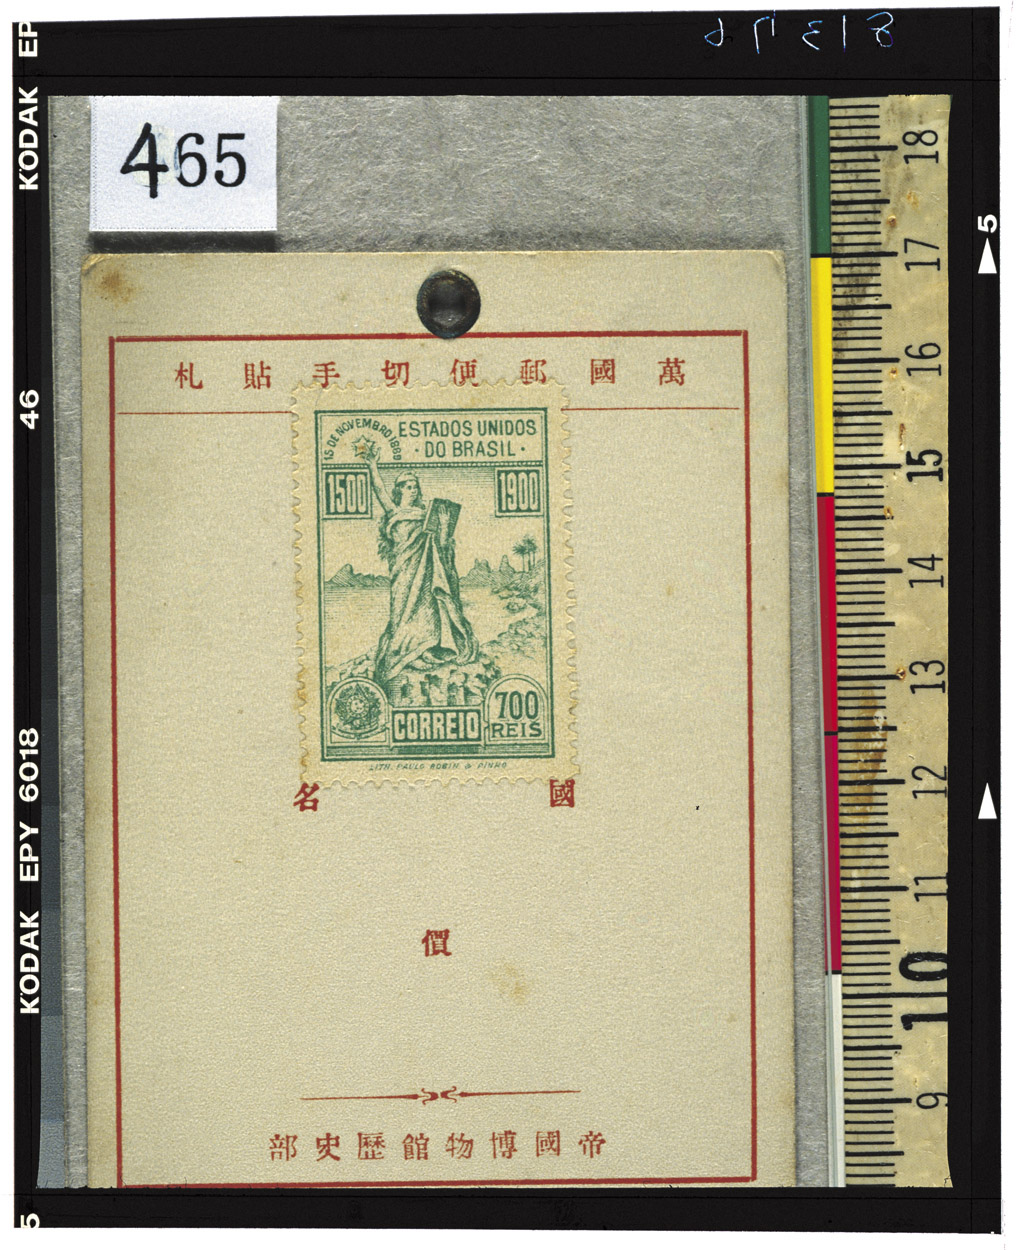 KODAK EP
46
KODAK EPY 6018
5
5
465
萬國郵便切手貼札
15 DE NOVEMBRO 1889
ESTADOS UNIDOS
· DO BRASIL ·
1500
1900
CORREIO
700
REIS
LITH. PAULO ROBIN & PINHO
國名
價
帝國博物館歷史部
18
17
16
15
14
13
12
11
10
9